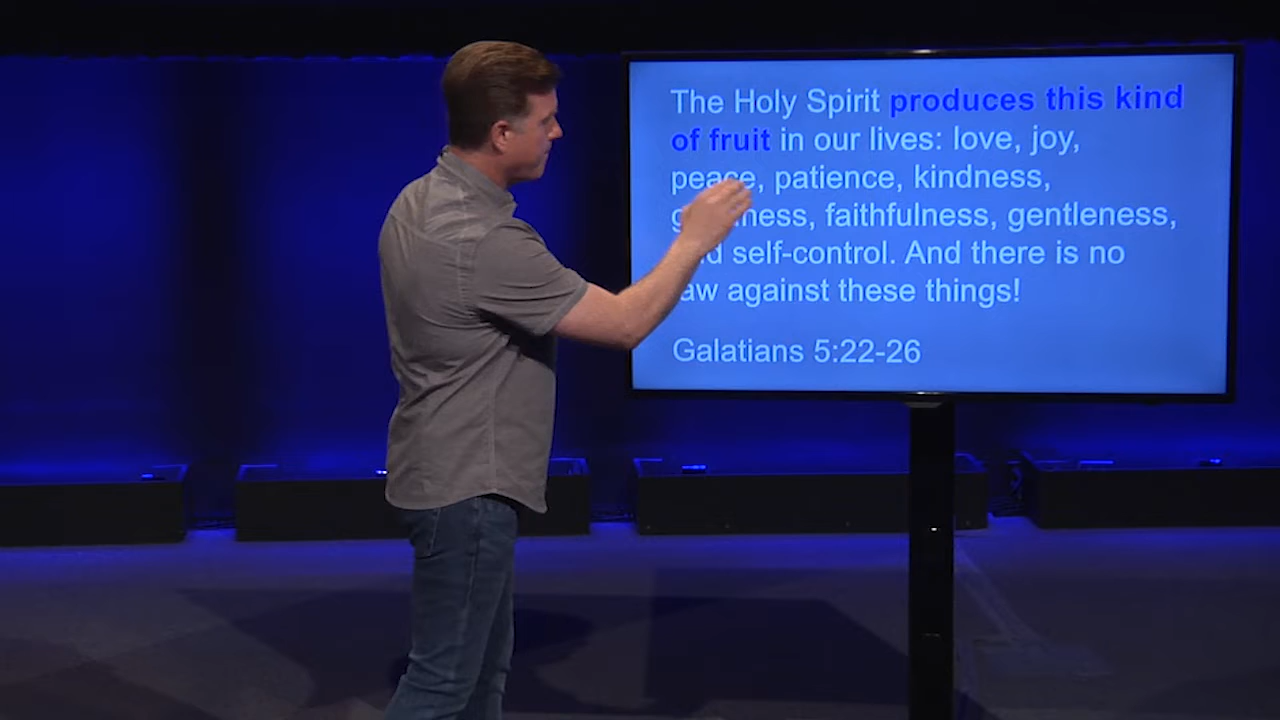 The Holy Spirit produces this kind
of fruit in our lives: love, joy,
peace, patience, kindness,
faithfulness, gentleness,
self-control. And there is no
against these things!
Galatians 5:22-26